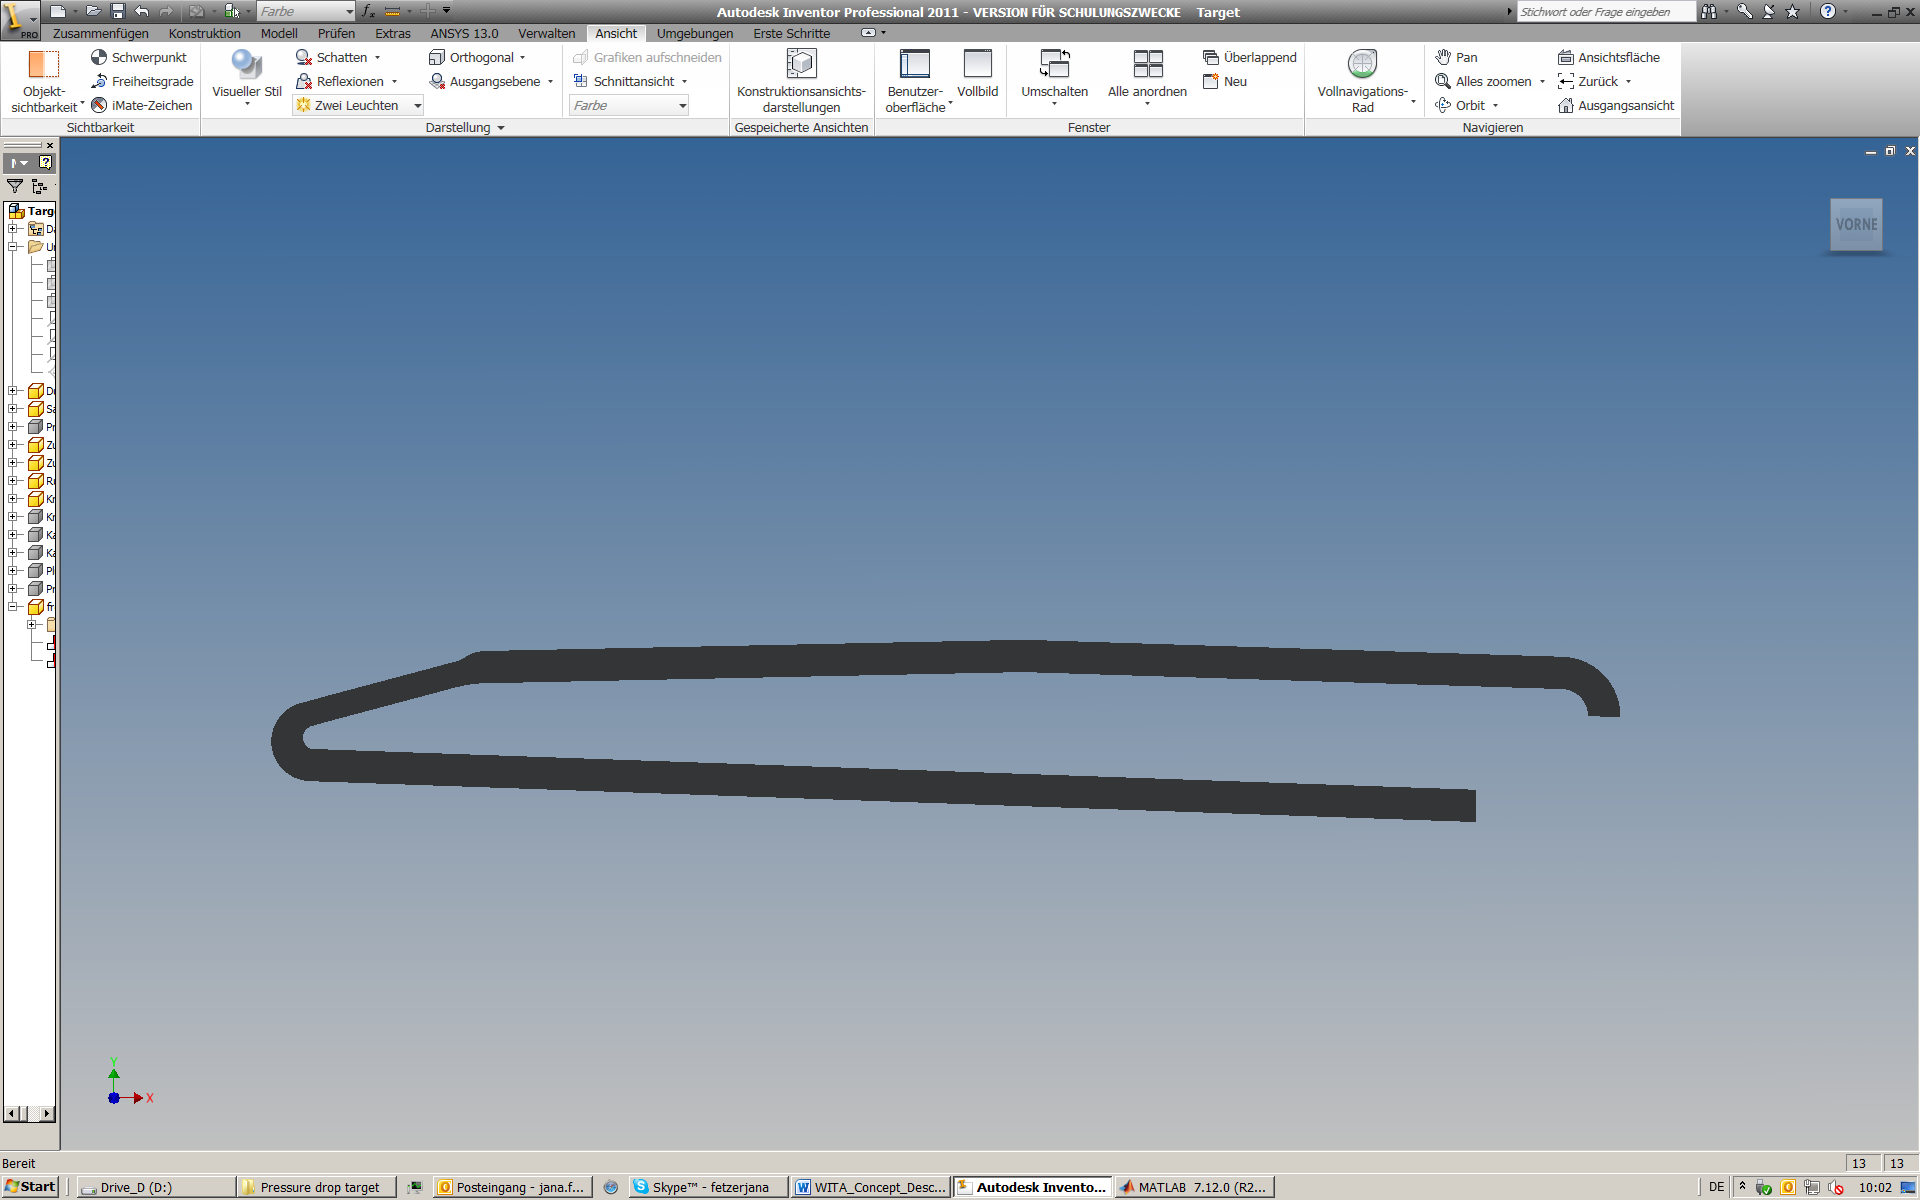 Farbe
Autodesk Inventor Professional 2011 - VERSION FÜR SCHULUNGSZWECKE Target
Stichwort oder Frage eingeben
PRO
Zusammenfügen Konstruktion Modell Prüfen Extras ANSYS 13.0 Verwalten Ansicht Umgebungen Erste Schritte
Objekt-
sichtbarkeit
Schwerpunkt
Freiheitsgrade
iMate-Zeichen
Sichtbarkeit
Visueller Stil
Schatten
Reflexionen
Zwei Leuchten
Orthogonal
Ausgangsebene
Grafiken aufschneiden
Schnittansicht
Farbe
Darstellung
Konstruktionsansichts-
darstellungen
Gespeicherte Ansichten
Benutzer-
oberfläche
Vollbild
Umschalten
Alle anordnen
Überlappend
Neu
Fenster
Vollnavigations-
Rad
Pan
Alles zoomen
Orbit
Ansichtsfläche
Zurück
Ausgangsansicht
Navigieren
VORNE
Targ
Y
X
Bereit
13 13
Start
Drive_D (D:)
Pressure drop target
Posteingang - jana.f...
Skype™ - fetzerjana
WITA_Concept_Desc...
Autodesk Invento...
MATLAB 7.12.0 (R2...
DE
10:02